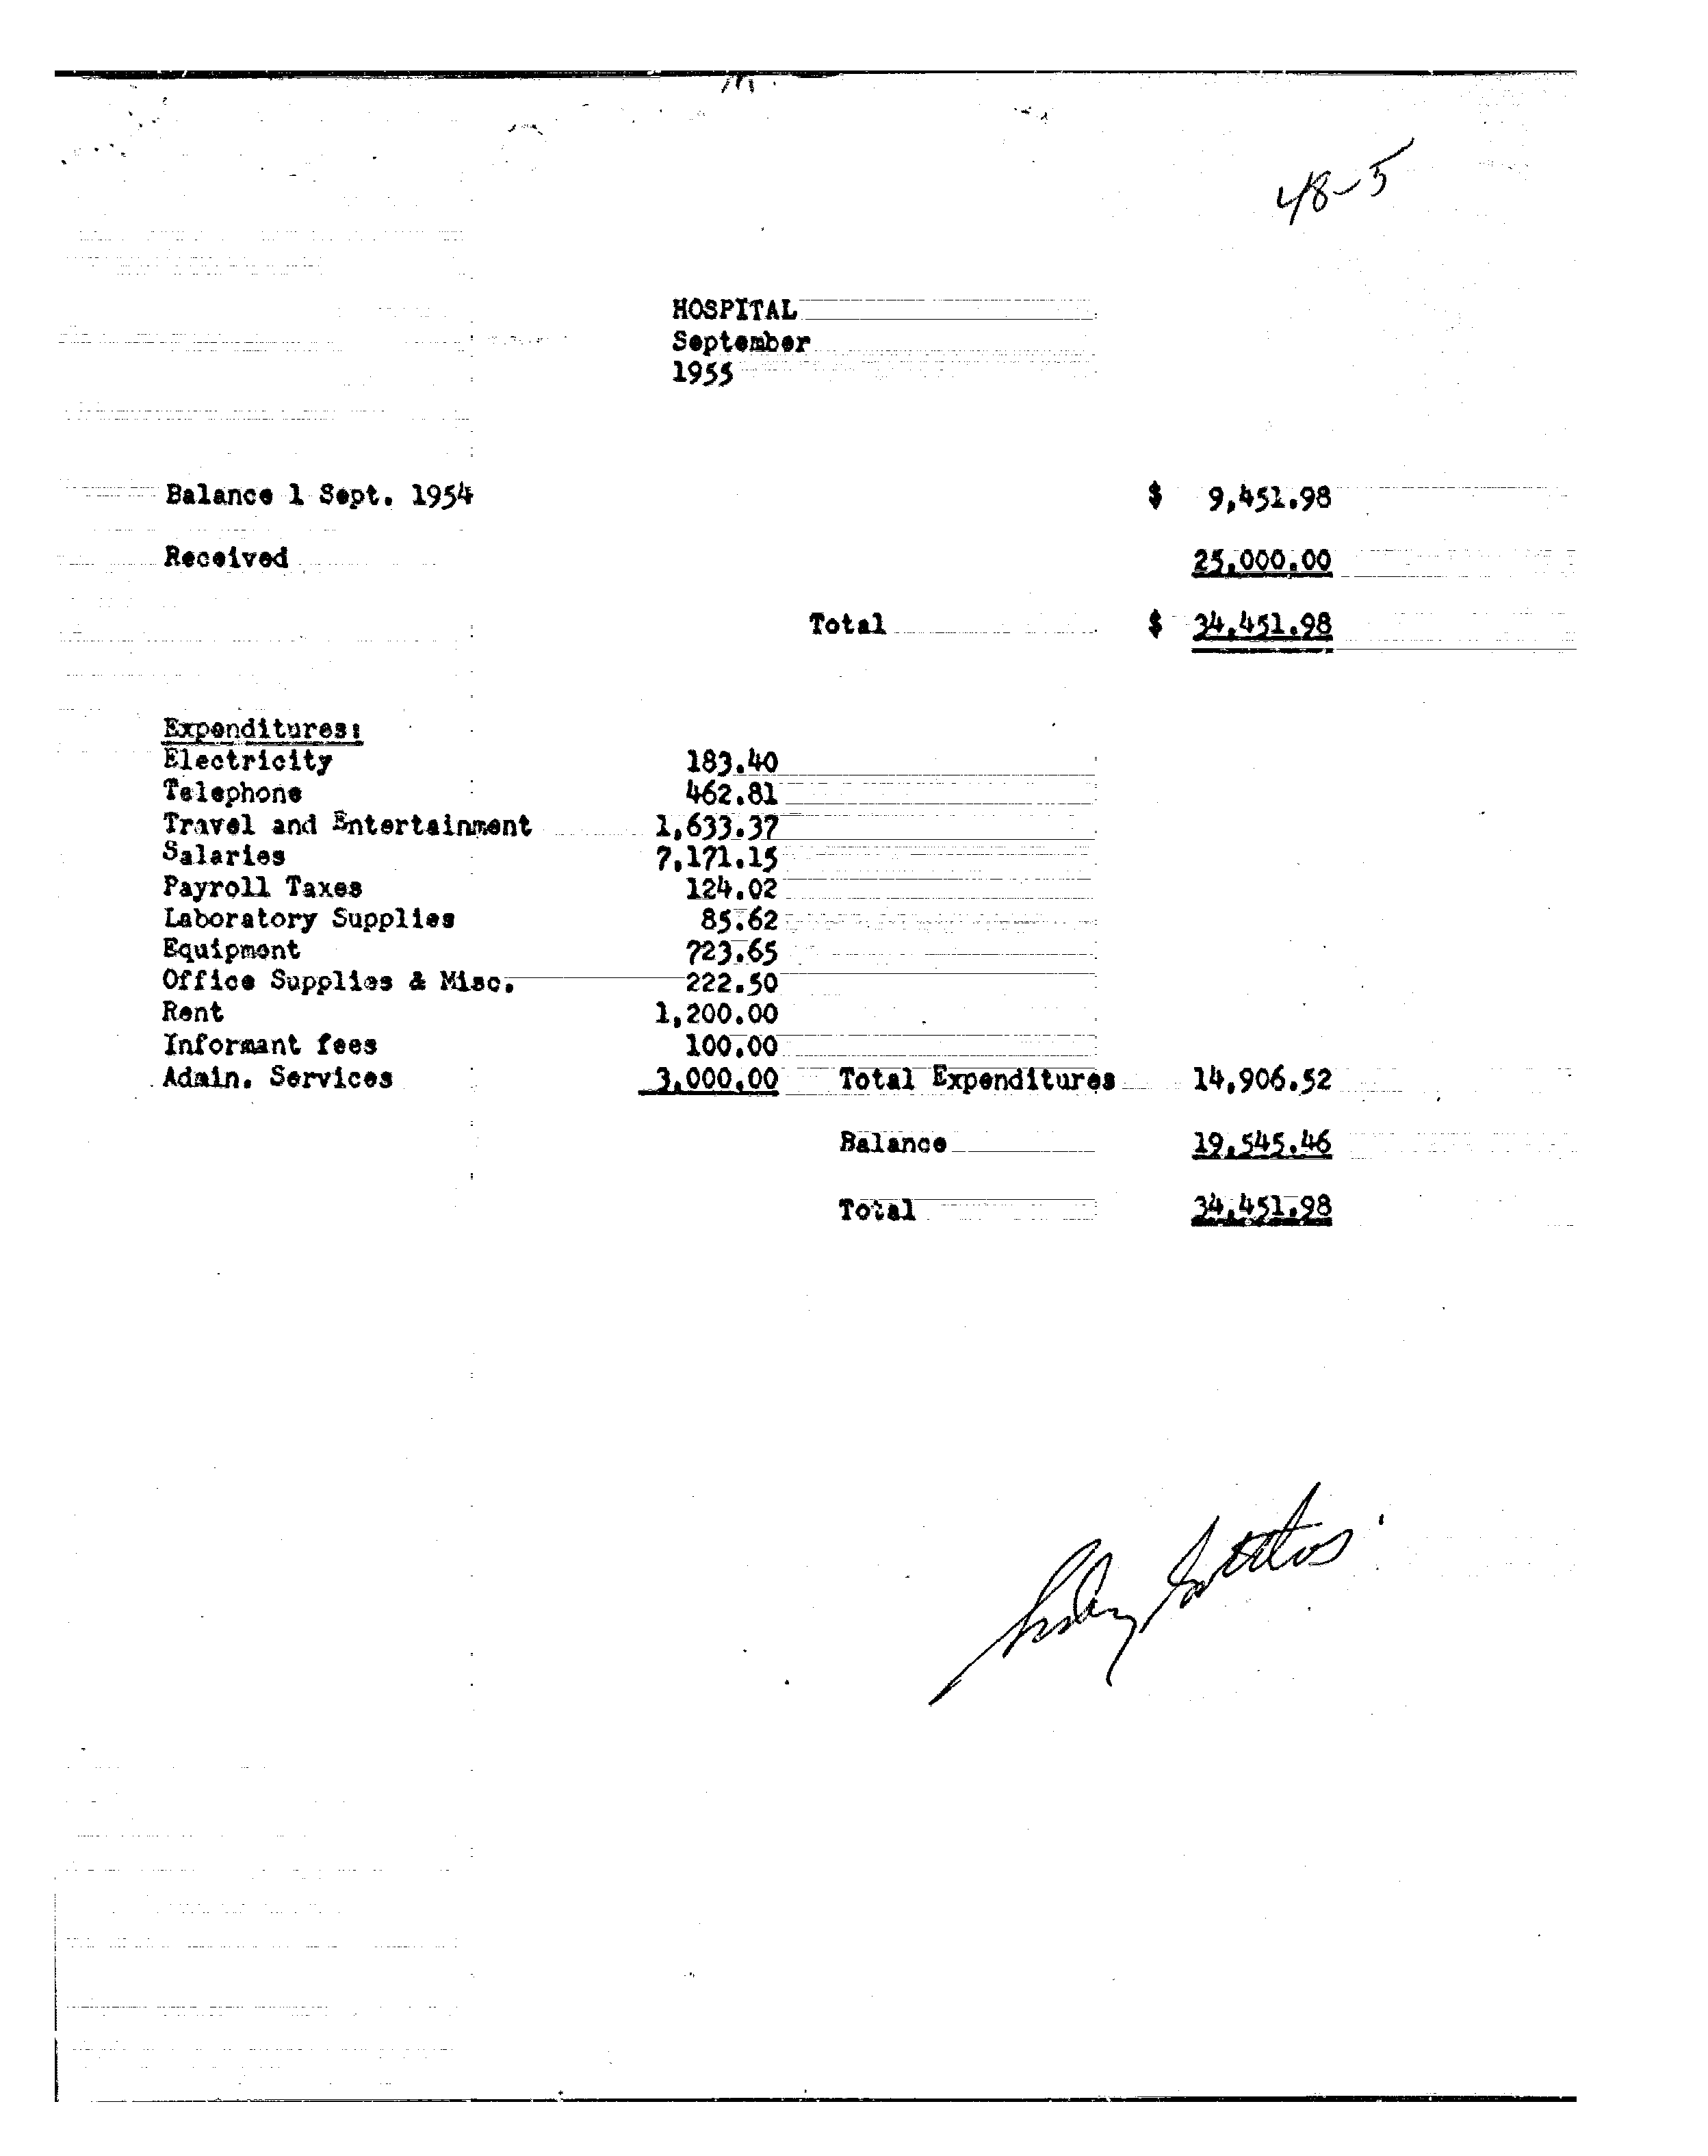 48-5
HOSPITAL
September
1955
Balance 1 Sept. 1954 $ 9,451.98
Received 25,000.00
Total $ 34,451.98
Expenditures:
Electricity 183.40
Telephone 462.81
Travel and Entertainment 1,633.37
Salaries 7,171.15
Payroll Taxes 124.02
Laboratory Supplies 85.62
Equipment 723.65
Office Supplies & Misc. 222.50
Rent 1,200.00
Informant fees 100.00
Admin. Services 3,000.00 Total Expenditures 14,906.52
Balance 19,545.46
Total 34,451.98